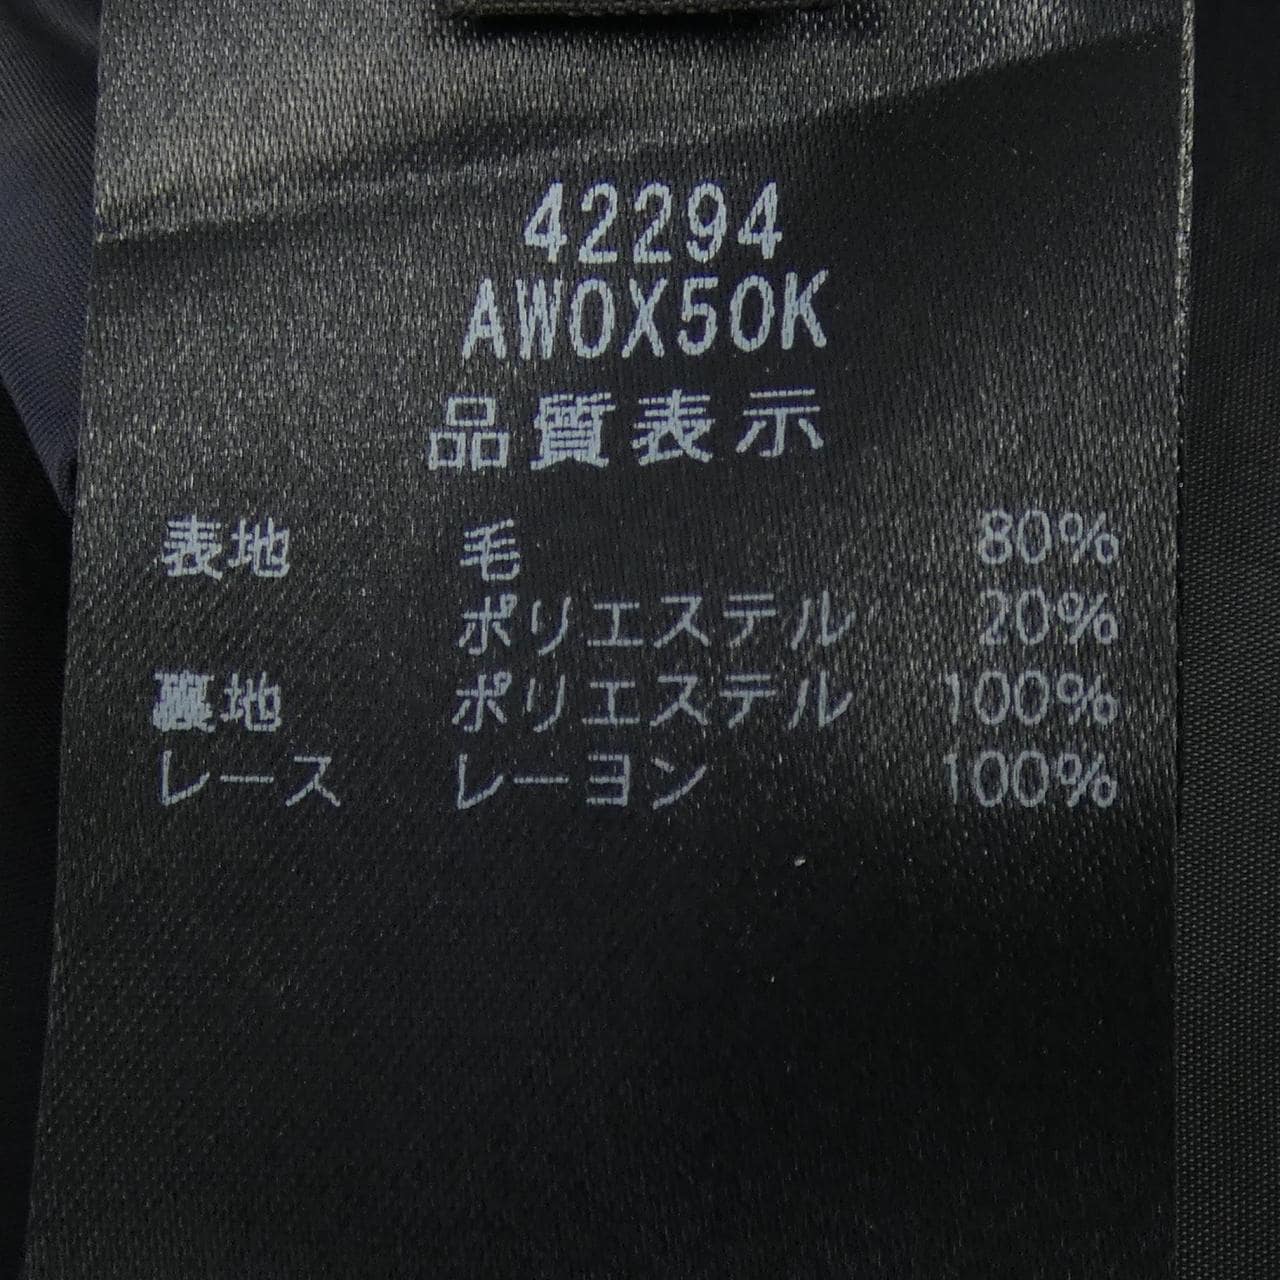 42294
AW0X50K
品質表示
表地 毛 80%
ポリエステル 20%
裏地 ポリエステル 100%
レース レーヨン 100%